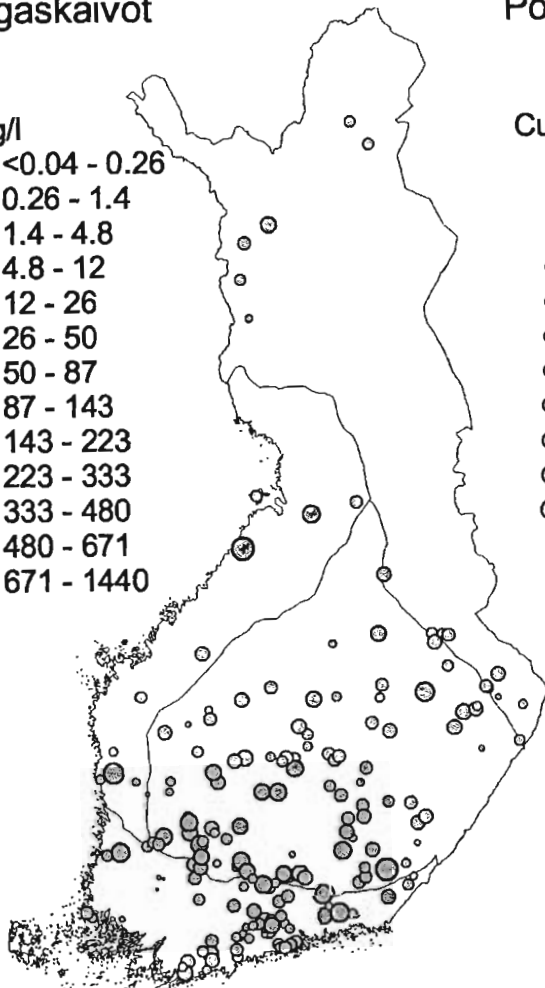 gaskaivot
Po
g/l
Cu
<0.04 - 0.26
0.26 - 1.4
1.4 - 4.8
4.8 - 12
12 - 26
26 - 50
50 - 87
87 - 143
143 - 223
223 - 333
333 - 480
480 - 671
671 - 1440